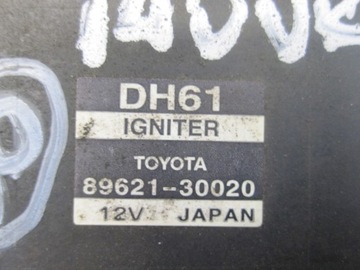 DH61
IGNITER
TOYOTA
89621-30020
12V JAPAN